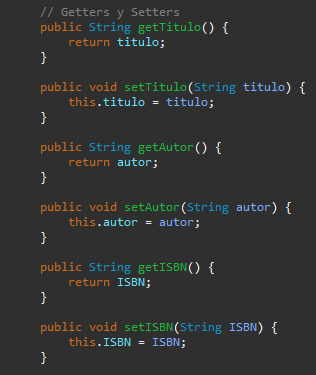 // Getters y Setters
public String getTitulo() {
    return titulo;
}

public void setTitulo(String titulo) {
    this.titulo = titulo;
}

public String getAutor() {
    return autor;
}

public void setAutor(String autor) {
    this.autor = autor;
}

public String getISBN() {
    return ISBN;
}

public void setISBN(String ISBN) {
    this.ISBN = ISBN;
}